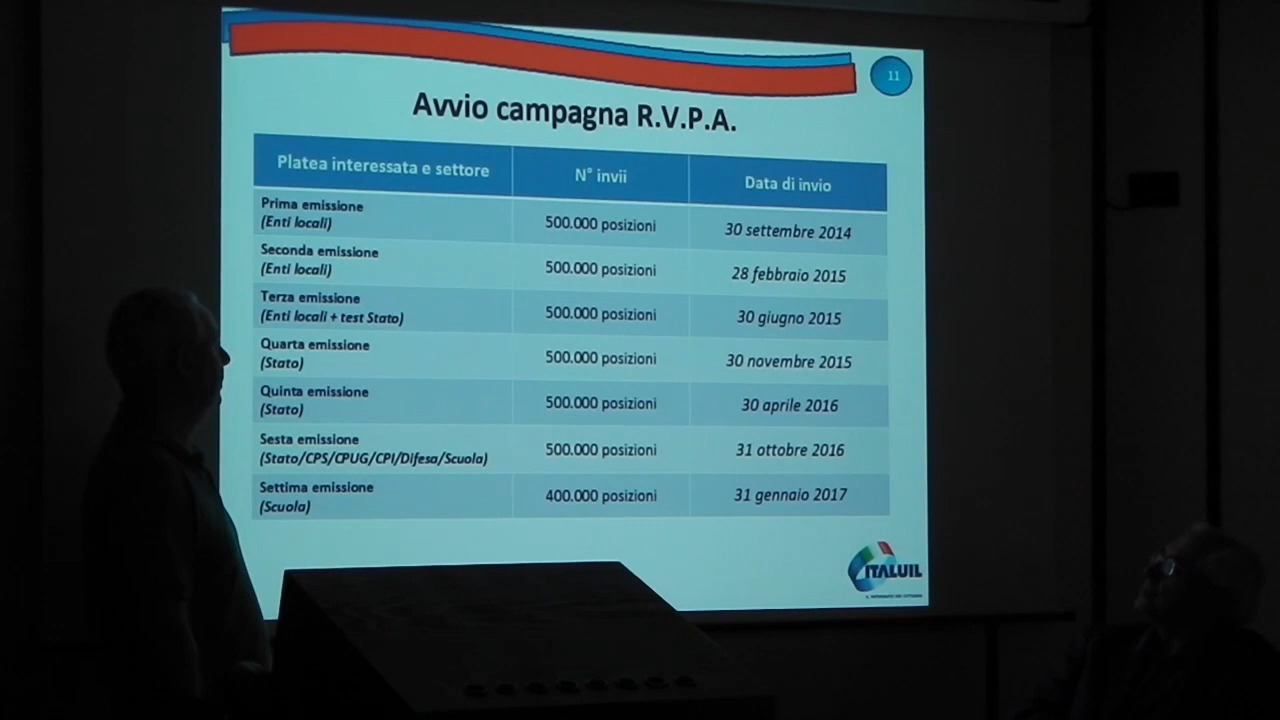 11
Avvio campagna R.V.P.A.
Platea interessata e settore
N° invii
Data di invio
Prima emissione
(Enti locali)
500.000 posizioni
30 settembre 2014
Seconda emissione
(Enti locali)
500.000 posizioni
28 febbraio 2015
Terza emissione
(Enti locali + test Stato)
500.000 posizioni
30 giugno 2015
Quarta emissione
(Stato)
500.000 posizioni
30 novembre 2015
Quinta emissione
(Stato)
500.000 posizioni
30 aprile 2016
Sesta emissione
(Stato/CPS/CPUG/CPI/Difesa/Scuola)
500.000 posizioni
31 ottobre 2016
Settima emissione
(Scuola)
400.000 posizioni
31 gennaio 2017
ITALUIL
IL PATRONATO DEI CITTADINI